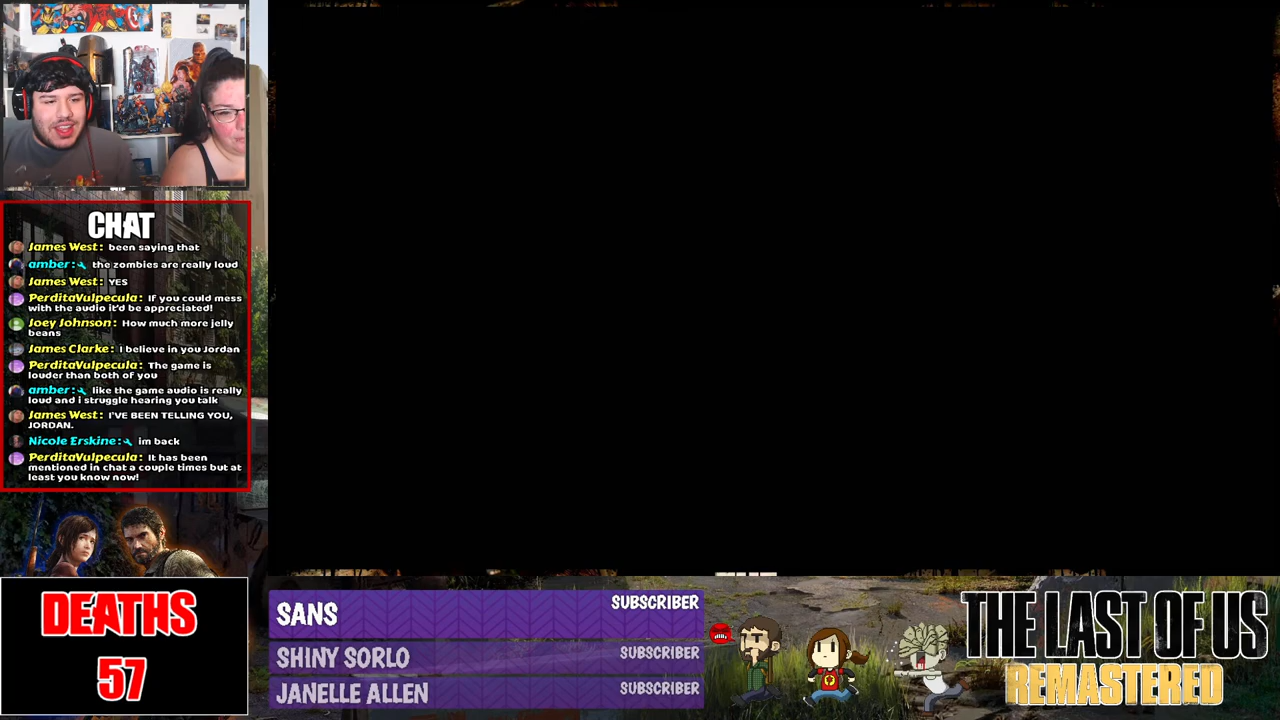 CHAT
James West: been saying that
amber: the zombies are really loud
James West: YES
PerditaVulpecula: If you could mess
with the audio it'd be appreciated!
Joey Johnson: How much more jelly
beans
James Clarke: I believe in you Jordan
PerditaVulpecula: The game is
louder than both of you
amber: like the game audio is really
loud and i struggle hearing you talk
James West: I'VE BEEN TELLING YOU,
JORDAN.
Nicole Erskine: im back
PerditaVulpecula: It has been
mentioned in chat a couple times but at
least you know now!
DEATHS
57
SANS SUBSCRIBER
SHINY SORLO SUBSCRIBER
JANELLE ALLEN SUBSCRIBER
THE LAST OF US
REMASTERED